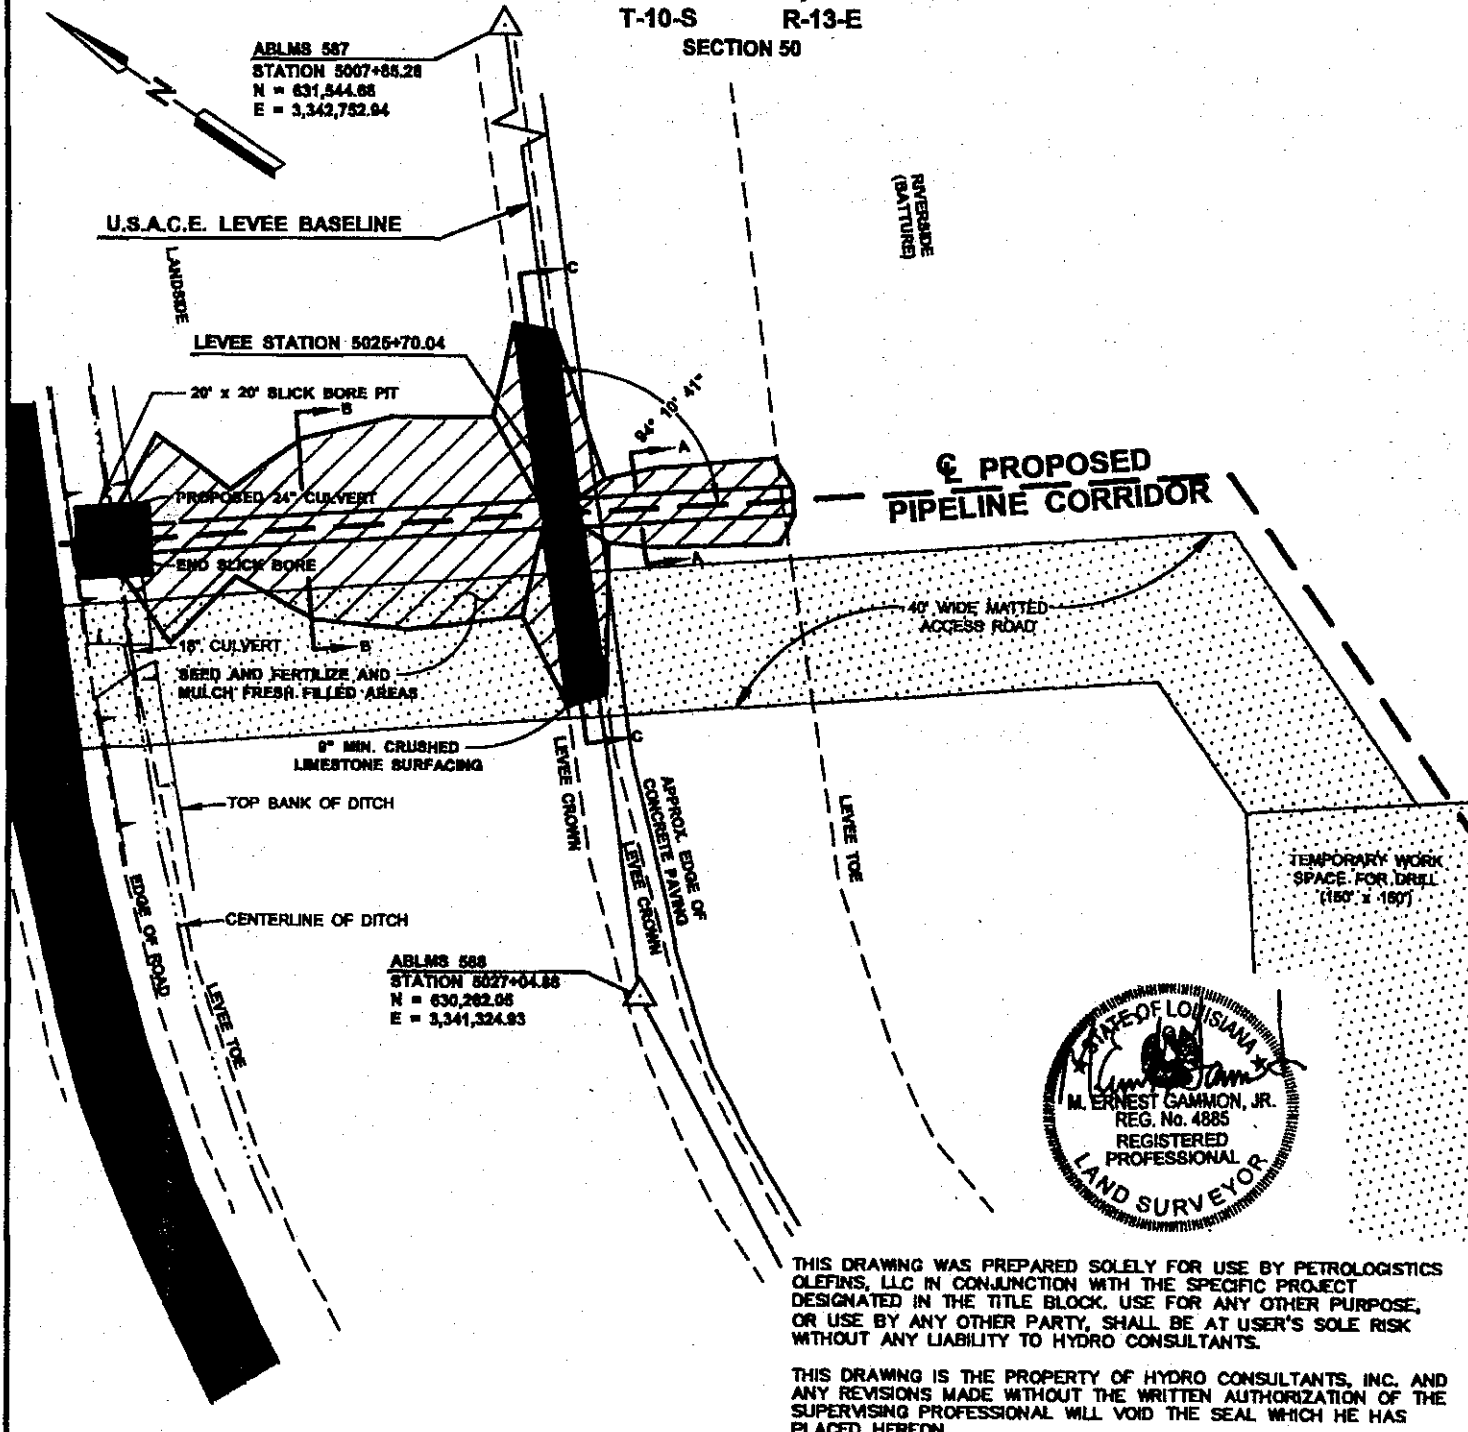 T-10-S R-13-E
SECTION 50
ABLMS 587
STATION 5007+85.28
N = 631,544.68
E = 3,342,752.94
N
U.S.A.C.E. LEVEE BASELINE
LANDSIDE
RIVERSIDE
(BATTURE)
C
LEVEE STATION 5025+70.04
20' x 20' SLICK BORE PIT
B
94° 10' 41"
A
PROPOSED 24" CULVERT
℄ PROPOSED
PIPELINE CORRIDOR
END SLICK BORE
A
40' WIDE MATTED
ACCESS ROAD
18" CULVERT
B
SEED AND FERTILIZE AND
MULCH FRESH FILLED AREAS
9" MIN. CRUSHED
LIMESTONE SURFACING
C
LEVEE CROWN
APPROX. EDGE OF
CONCRETE PAVING
LEVEE CROWN
LEVEE TOE
TOP BANK OF DITCH
EDGE OF ROAD
CENTERLINE OF DITCH
LEVEE TOE
TEMPORARY WORK
SPACE FOR DRILL
(150' x 150')
ABLMS 588
STATION 5027+04.88
N = 630,262.05
E = 3,341,324.93
STATE OF LOUISIANA
M. ERNEST GAMMON, JR.
REG. No. 4885
REGISTERED
PROFESSIONAL
LAND SURVEYOR
THIS DRAWING WAS PREPARED SOLELY FOR USE BY PETROLOGISTICS
OLEFINS, LLC IN CONJUNCTION WITH THE SPECIFIC PROJECT
DESIGNATED IN THE TITLE BLOCK. USE FOR ANY OTHER PURPOSE,
OR USE BY ANY OTHER PARTY, SHALL BE AT USER'S SOLE RISK
WITHOUT ANY LIABILITY TO HYDRO CONSULTANTS.
THIS DRAWING IS THE PROPERTY OF HYDRO CONSULTANTS, INC. AND
ANY REVISIONS MADE WITHOUT THE WRITTEN AUTHORIZATION OF THE
SUPERVISING PROFESSIONAL WILL VOID THE SEAL WHICH HE HAS
PLACED HEREON.